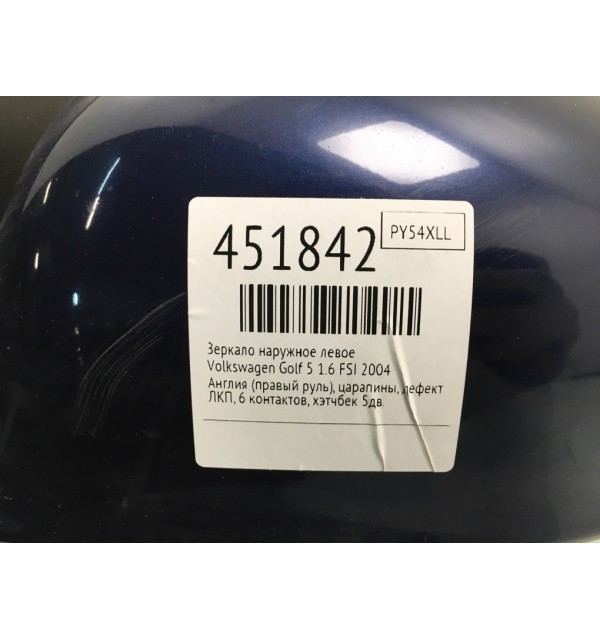 451842
PY54XLL
Зеркало наружное левое
Volkswagen Golf 5 1.6 FSI 2004
Англия (правый руль), царапины, дефект
ЛКП, 6 контактов, хэтчбек 5дв.